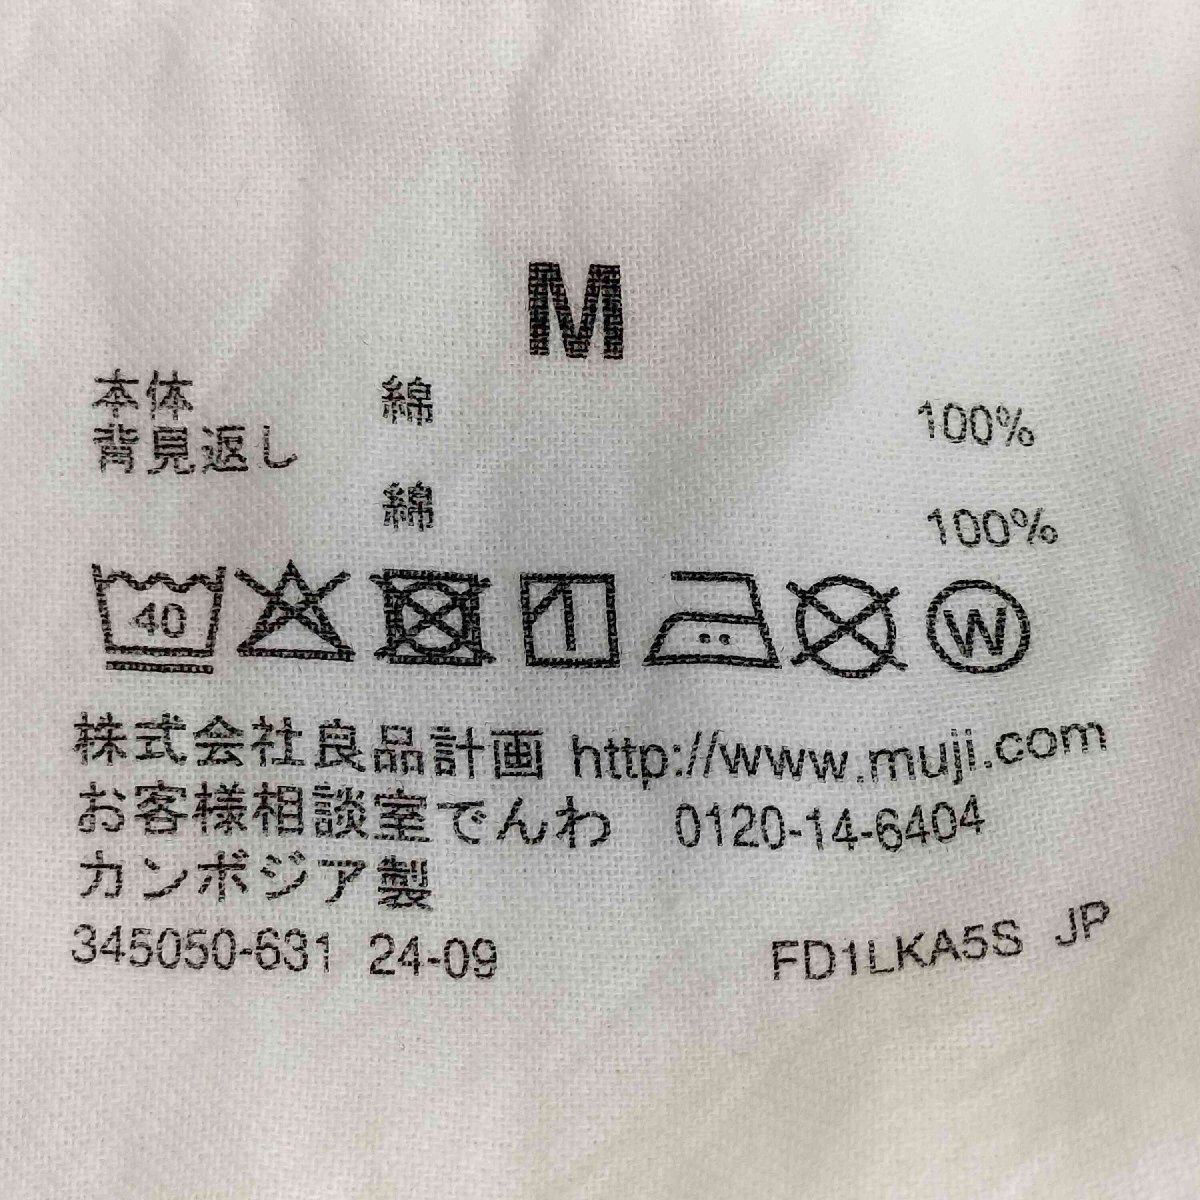 M
本体 綿 100%
背見返し
綿 100%
40 W
株式会社良品計画 http://www.muji.com
お客様相談室でんわ 0120-14-6404
カンボジア製
345050-631 24-09 FD1LKA5S JP